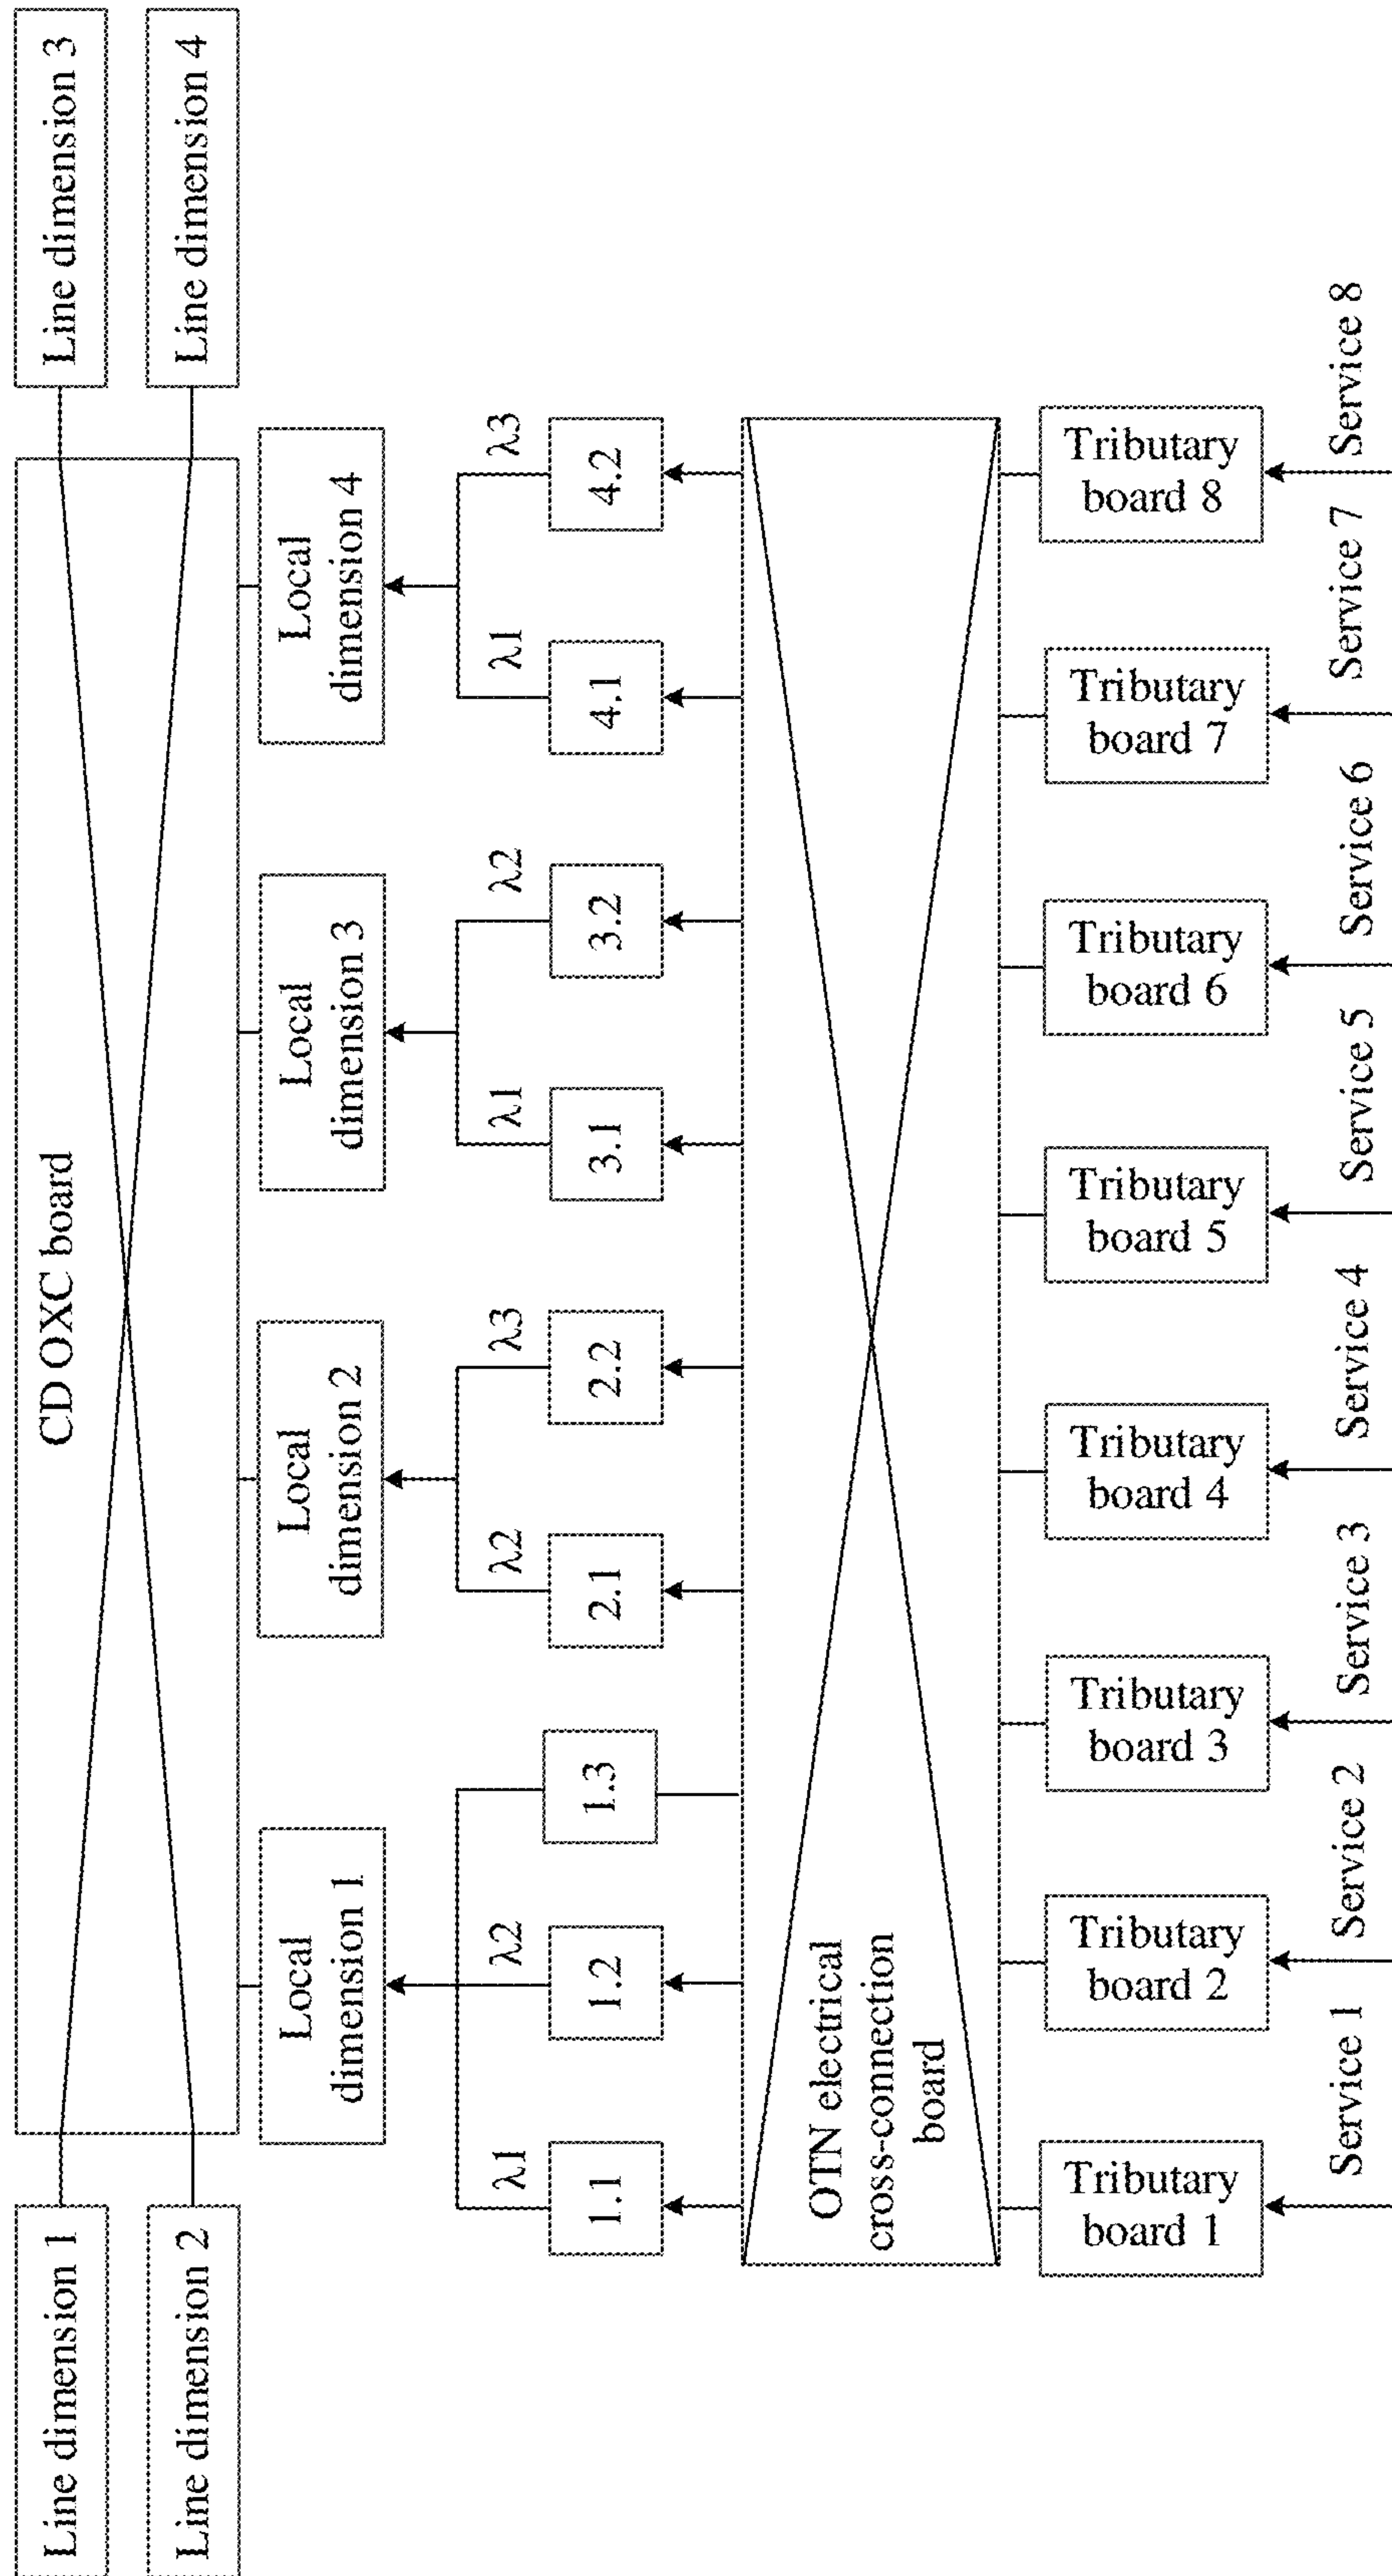 Line dimension 1
Line dimension 2
CD OXC board
Line dimension 3
Line dimension 4
Local
dimension 1
Local
dimension 2
Local
dimension 3
Local
dimension 4
λ1
λ2
λ2
λ3
λ1
λ2
λ1
λ3
1.1
1.2
1.3
2.1
2.2
3.1
3.2
4.1
4.2
OTN electrical
cross-connection
board
Tributary
board 1
Tributary
board 2
Tributary
board 3
Tributary
board 4
Tributary
board 5
Tributary
board 6
Tributary
board 7
Tributary
board 8
Service 1
Service 2
Service 3
Service 4
Service 5
Service 6
Service 7
Service 8